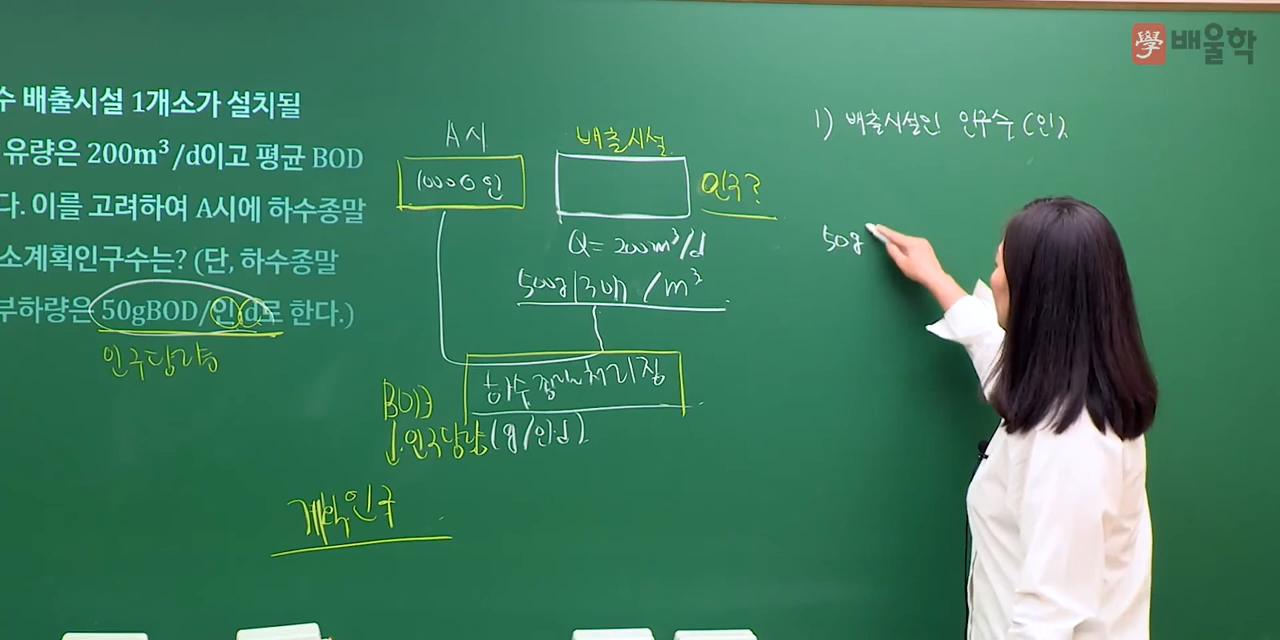 學 배울학
수 배출시설 1개소가 설치될
유량은 200m³/d이고 평균 BOD
다. 이를 고려하여 A시에 하수종말
소계획인구수는? (단, 하수종말
부하량은 50gBOD/인·d로 한다.)
인구당량
A시
10000인
배출시설
인구?
Q = 200m³/d
500g /m³
하수종말처리장
BOD
인구당량(g/인·d)
계획인구
1) 배출시설인 인구수(인)
50g